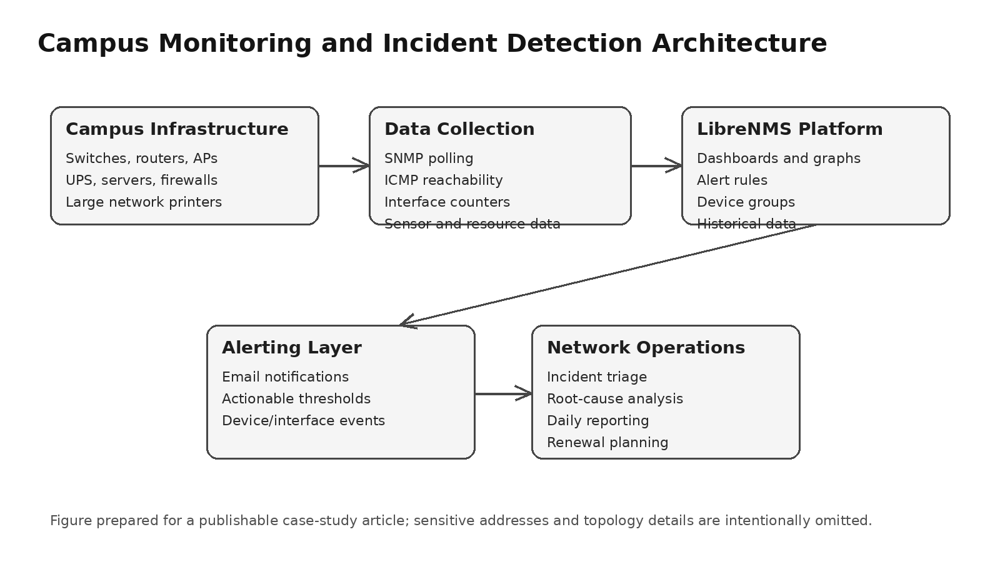 Campus Monitoring and Incident Detection Architecture
Campus Infrastructure
Switches, routers, APs
UPS, servers, firewalls
Large network printers
Data Collection
SNMP polling
ICMP reachability
Interface counters
Sensor and resource data
LibreNMS Platform
Dashboards and graphs
Alert rules
Device groups
Historical data
Alerting Layer
Email notifications
Actionable thresholds
Device/interface events
Network Operations
Incident triage
Root-cause analysis
Daily reporting
Renewal planning
Figure prepared for a publishable case-study article; sensitive addresses and topology details are intentionally omitted.